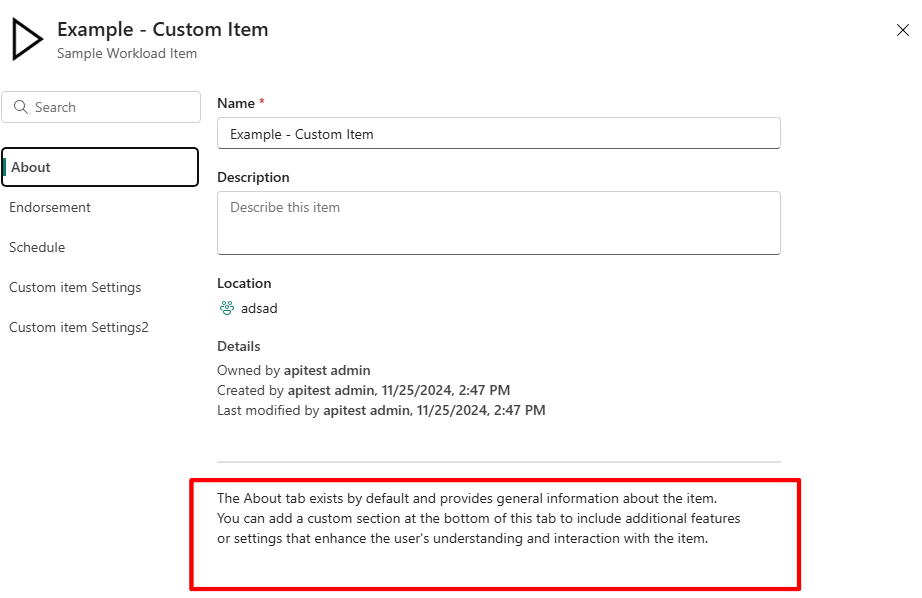 Example - Custom Item
Sample Workload Item
Search
About
Endorsement
Schedule
Custom item Settings
Custom item Settings2
Name *
Example - Custom Item
Description
Describe this item
Location
adsad
Details
Owned by apitest admin
Created by apitest admin, 11/25/2024, 2:47 PM
Last modified by apitest admin, 11/25/2024, 2:47 PM
The About tab exists by default and provides general information about the item.
You can add a custom section at the bottom of this tab to include additional features
or settings that enhance the user's understanding and interaction with the item.